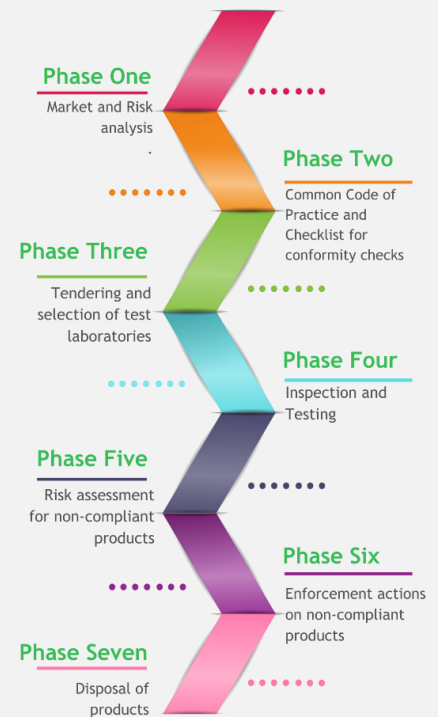 Phase One
Market and Risk
analysis
.
Phase Two
Common Code of
Practice and
Checklist for
conformity checks
Phase Three
Tendering and
selection of test
laboratories
Phase Four
Inspection and
Testing
Phase Five
Risk assessment
for non-compliant
products
Phase Six
Enforcement actions
on non-compliant
products
Phase Seven
Disposal of
products